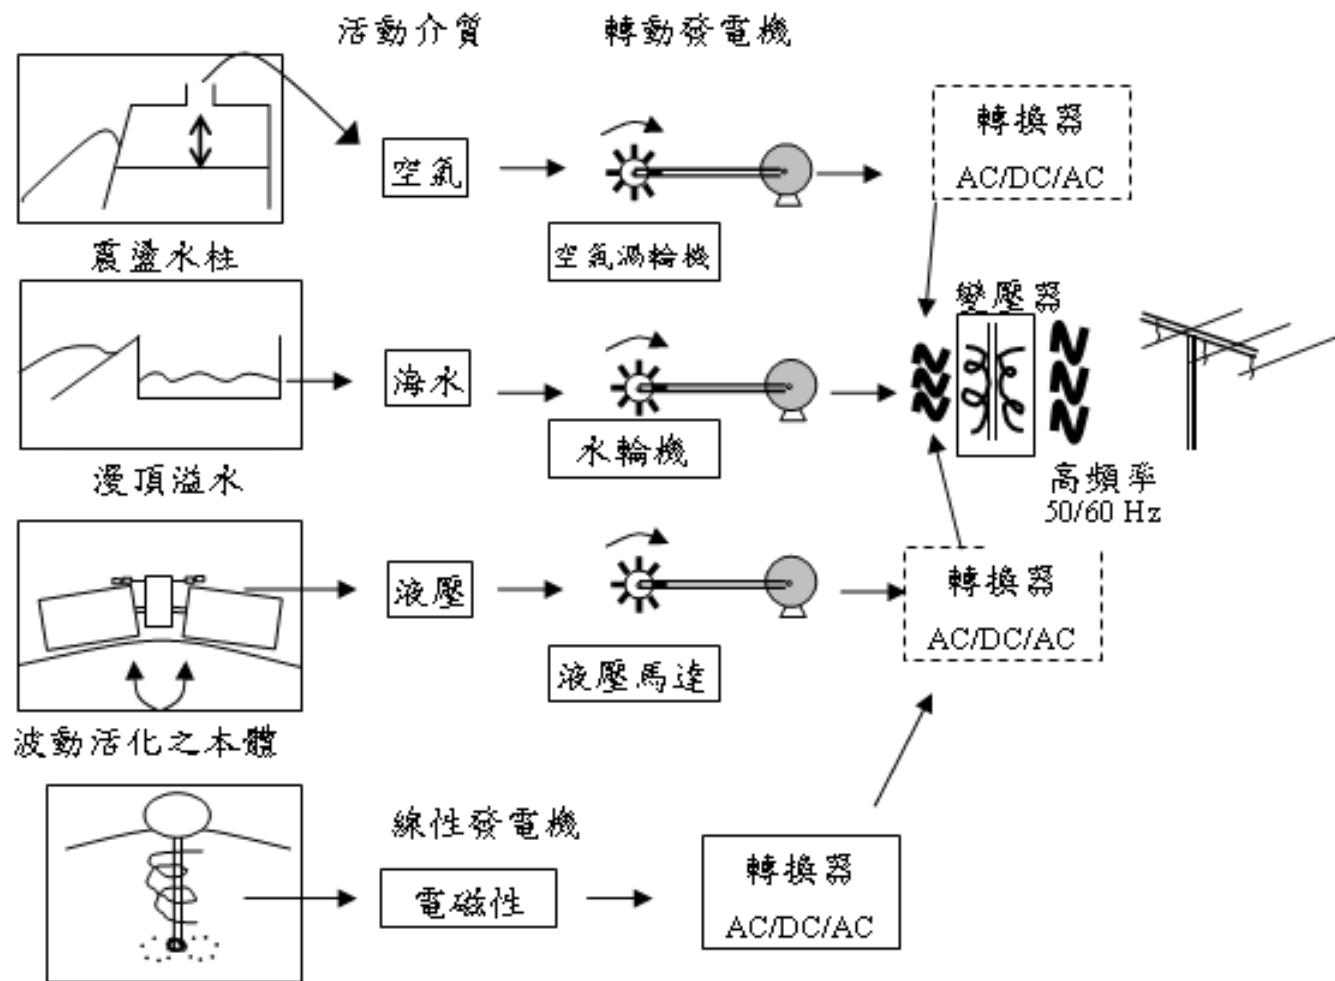 活動介質
轉動發電機
轉換器
AC/DC/AC
空氣
震盪水柱
空氣渦輪機
變壓器
海水
水輪機
漫頂溢水
高頻率
50/60 Hz
液壓
轉換器
AC/DC/AC
液壓馬達
波動活化之本體
線性發電機
電磁性
轉換器
AC/DC/AC